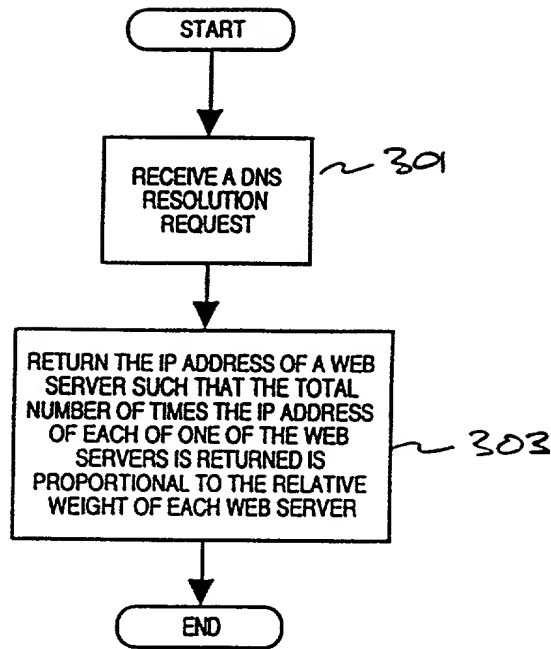 START
RECEIVE A DNS
RESOLUTION
REQUEST
301
RETURN THE IP ADDRESS OF A WEB
SERVER SUCH THAT THE TOTAL
NUMBER OF TIMES THE IP ADDRESS
OF EACH OF ONE OF THE WEB
SERVERS IS RETURNED IS
PROPORTIONAL TO THE RELATIVE
WEIGHT OF EACH WEB SERVER
303
END